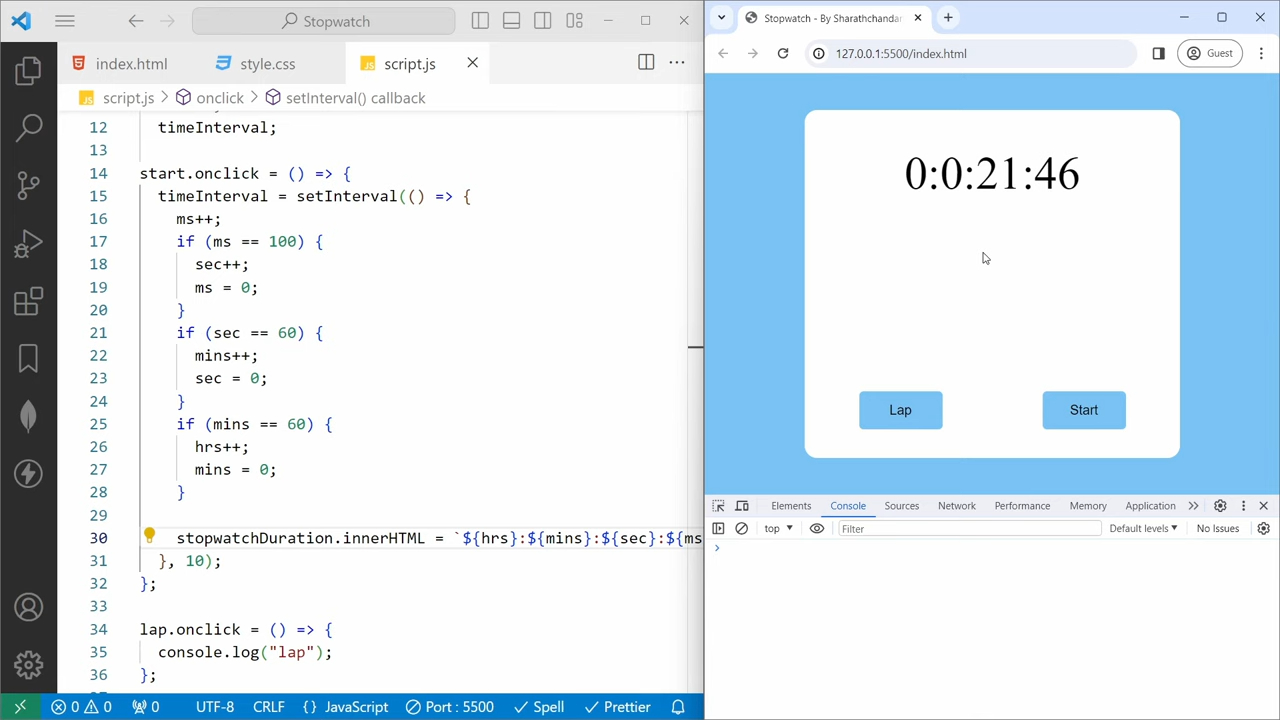 Stopwatch
index.html
style.css
script.js
script.js > onclick > setInterval() callback
12 timeInterval;
13
14 start.onclick = () => {
15 timeInterval = setInterval(() => {
16 ms++;
17 if (ms == 100) {
18 sec++;
19 ms = 0;
20 }
21 if (sec == 60) {
22 mins++;
23 sec = 0;
24 }
25 if (mins == 60) {
26 hrs++;
27 mins = 0;
28 }
29
30 stopwatchDuration.innerHTML = `${hrs}:${mins}:${sec}:${ms
31 }, 10);
32 };
33
34 lap.onclick = () => {
35 console.log("lap");
36 };
0 0 0 UTF-8 CRLF {} JavaScript Port : 5500 Spell Prettier
Stopwatch - By Sharathchandar
127.0.0.1:5500/index.html
Guest
0:0:21:46
Lap Start
Elements Console Sources Network Performance Memory Application
top Filter Default levels No Issues